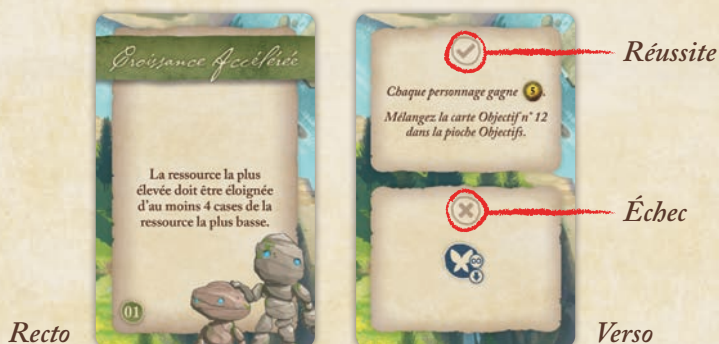 Croissance Accélérée
La ressource la plus
élevée doit être éloignée
d'au moins 4 cases de la
ressource la plus basse.
01
Recto
Chaque personnage gagne 5.
Mélangez la carte Objectif n° 12
dans la pioche Objectifs.
Réussite
Échec
Verso